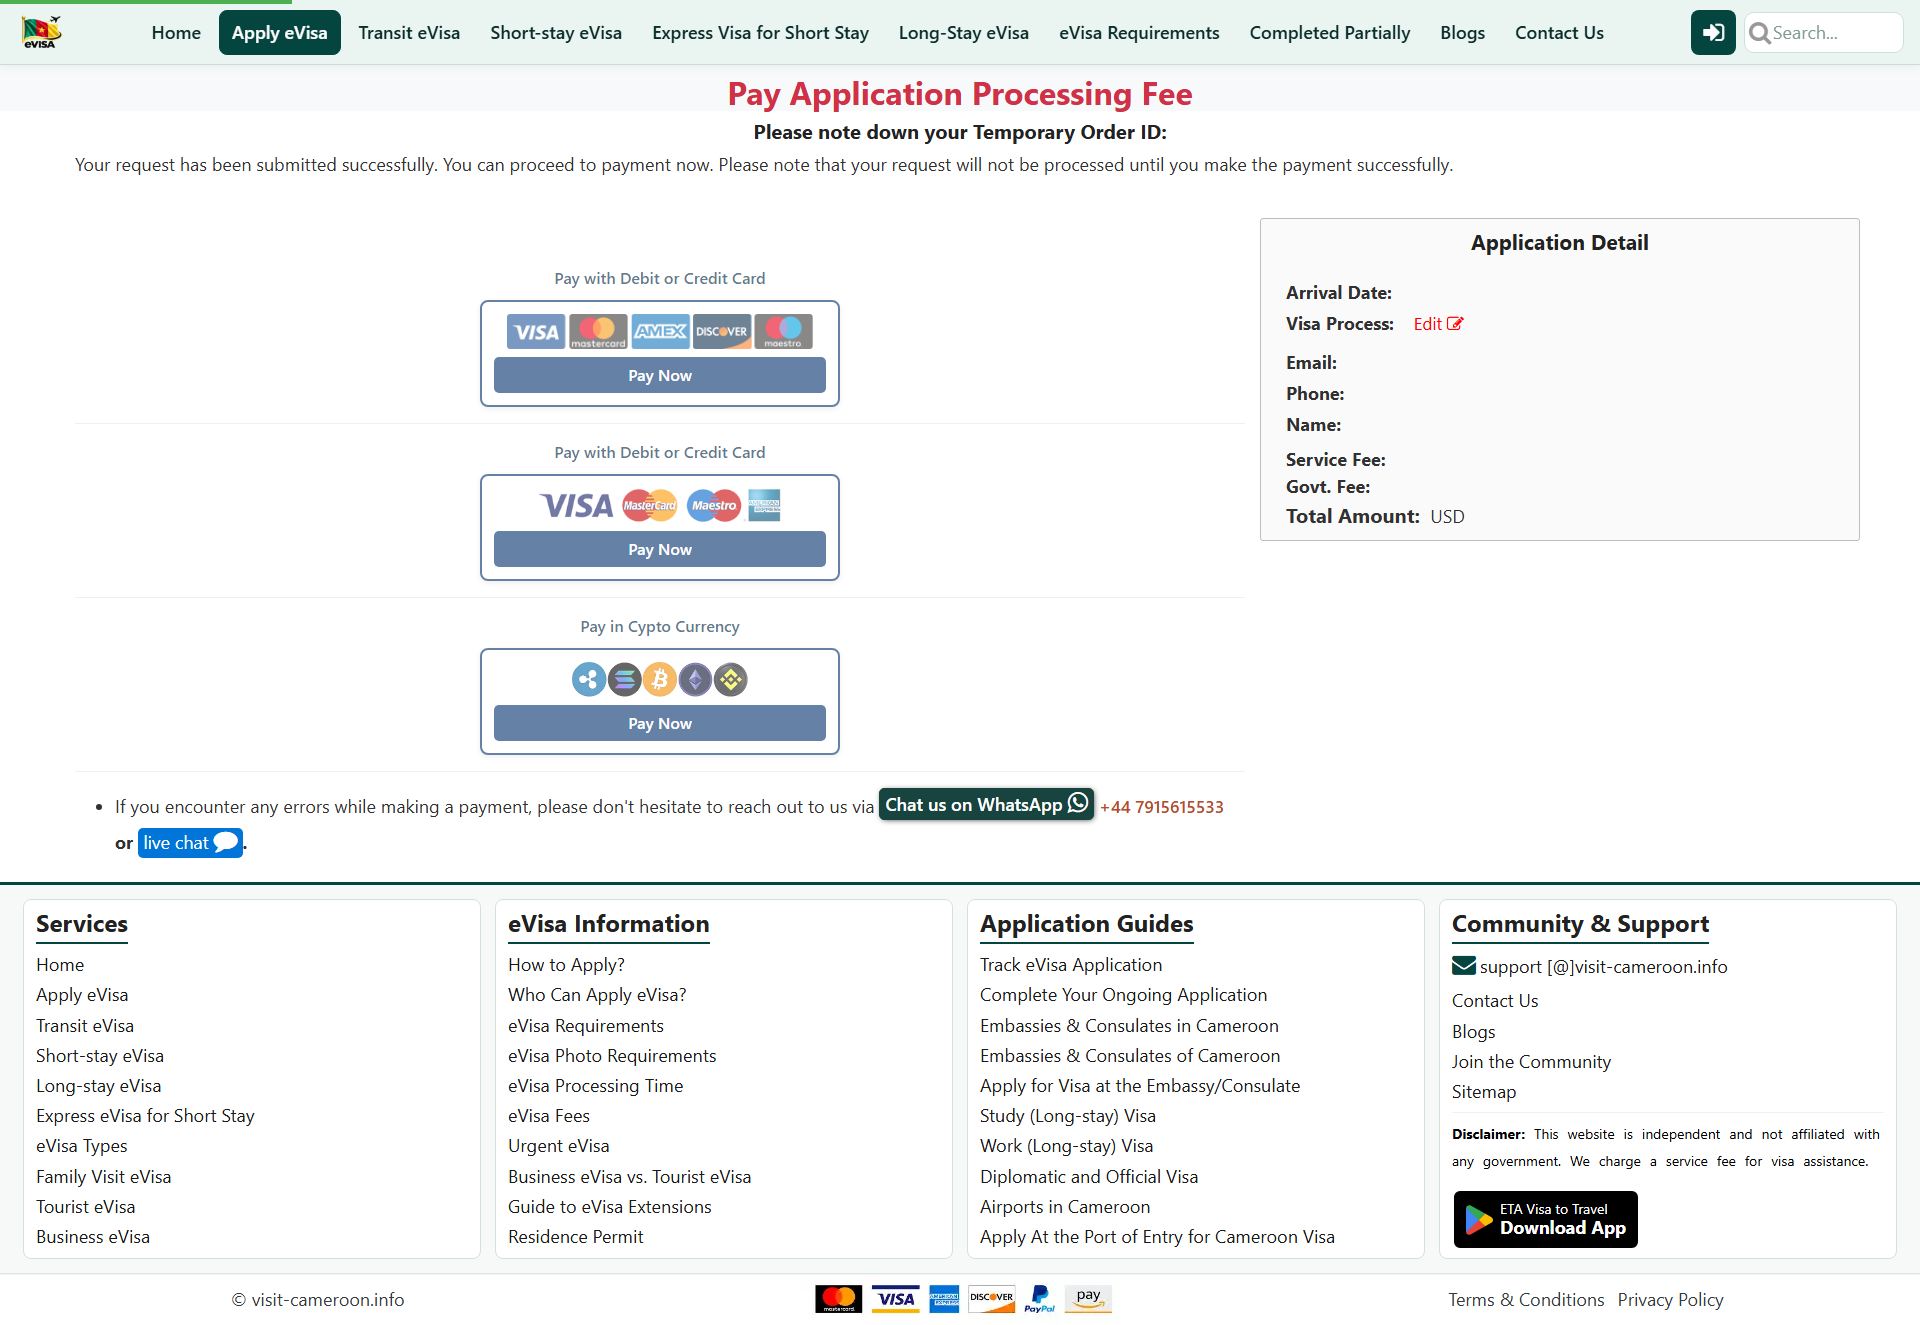 eVISA
Home
Apply eVisa
Transit eVisa
Short-stay eVisa
Express Visa for Short Stay
Long-Stay eVisa
eVisa Requirements
Completed Partially
Blogs
Contact Us
Search...
Pay Application Processing Fee
Please note down your Temporary Order ID:
Your request has been submitted successfully. You can proceed to payment now. Please note that your request will not be processed until you make the payment successfully.
Pay with Debit or Credit Card
VISA mastercard AMEX DISCOVER maestro
Pay Now
Pay with Debit or Credit Card
VISA MasterCard Maestro AMERICAN EXPRESS
Pay Now
Pay in Cypto Currency
Pay Now
If you encounter any errors while making a payment, please don't hesitate to reach out to us via Chat us on WhatsApp +44 7915615533
or live chat .
Application Detail
Arrival Date:
Visa Process: Edit
Email:
Phone:
Name:
Service Fee:
Govt. Fee:
Total Amount: USD
Services
Home
Apply eVisa
Transit eVisa
Short-stay eVisa
Long-stay eVisa
Express eVisa for Short Stay
eVisa Types
Family Visit eVisa
Tourist eVisa
Business eVisa
eVisa Information
How to Apply?
Who Can Apply eVisa?
eVisa Requirements
eVisa Photo Requirements
eVisa Processing Time
eVisa Fees
Urgent eVisa
Business eVisa vs. Tourist eVisa
Guide to eVisa Extensions
Residence Permit
Application Guides
Track eVisa Application
Complete Your Ongoing Application
Embassies & Consulates in Cameroon
Embassies & Consulates of Cameroon
Apply for Visa at the Embassy/Consulate
Study (Long-stay) Visa
Work (Long-stay) Visa
Diplomatic and Official Visa
Airports in Cameroon
Apply At the Port of Entry for Cameroon Visa
Community & Support
support [@]visit-cameroon.info
Contact Us
Blogs
Join the Community
Sitemap
Disclaimer: This website is independent and not affiliated with
any government. We charge a service fee for visa assistance.
ETA Visa to Travel
Download App
© visit-cameroon.info
mastercard VISA AMERICAN EXPRESS DISCOVER PayPal pay
Terms & Conditions
Privacy Policy